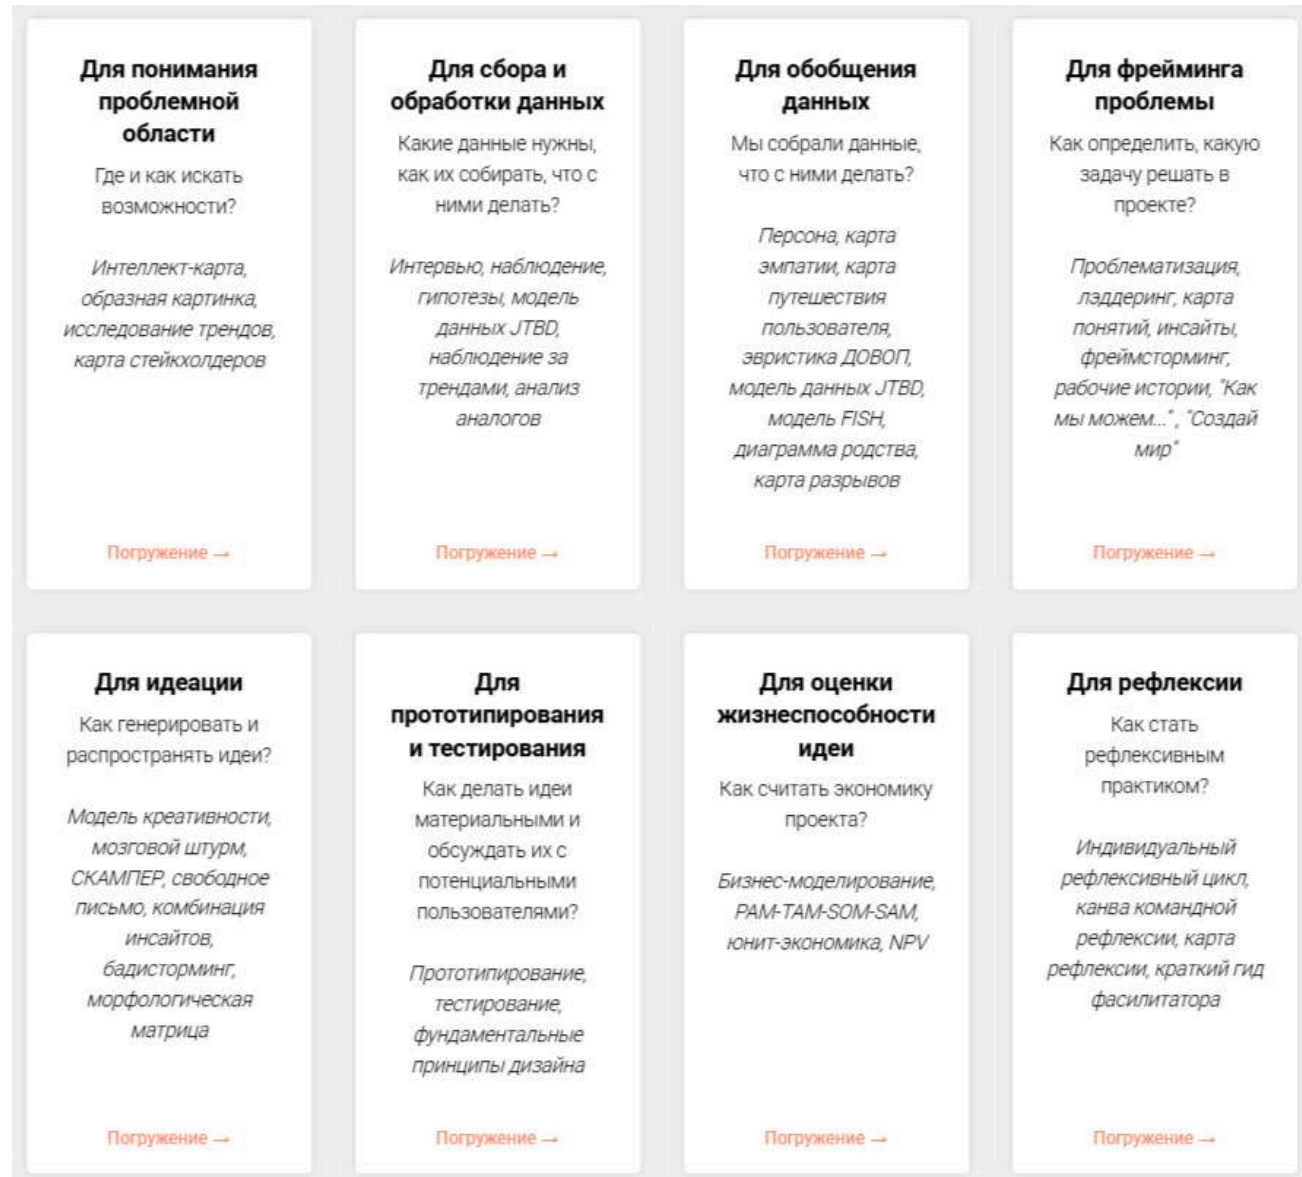 Для понимания
проблемной
области
Где и как искать
возможности?
Интеллект-карта,
образная картинка,
исследование трендов,
карта стейкхолдеров
Погружение →
Для сбора и
обработки данных
Какие данные нужны,
как их собирать, что с
ними делать?
Интервью, наблюдение,
гипотезы, модель
данных JTBD,
наблюдение за
трендами, анализ
аналогов
Погружение →
Для обобщения
данных
Мы собрали данные,
что с ними делать?
Персона, карта
эмпатии, карта
путешествия
пользователя,
эвристика ДОВОП,
модель данных JTBD,
модель FISH,
диаграмма родства,
карта разрывов
Погружение →
Для фрейминга
проблемы
Как определить, какую
задачу решать в
проекте?
Проблематизация,
лэддеринг, карта
понятий, инсайты,
фреймсторминг,
рабочие истории, "Как
мы можем..." , "Создай
мир"
Погружение →
Для идеации
Как генерировать и
распространять идеи?
Модель креативности,
мозговой штурм,
СКАМПЕР, свободное
письмо, комбинация
инсайтов,
бадисторминг,
морфологическая
матрица
Погружение →
Для
прототипирования
и тестирования
Как делать идеи
материальными и
обсуждать их с
потенциальными
пользователями?
Прототипирование,
тестирование,
фундаментальные
принципы дизайна
Погружение →
Для оценки
жизнеспособности
идеи
Как считать экономику
проекта?
Бизнес-моделирование,
PAM-TAM-SOM-SAM,
юнит-экономика, NPV
Погружение →
Для рефлексии
Как стать
рефлексивным
практиком?
Индивидуальный
рефлексивный цикл,
канва командной
рефлексии, карта
рефлексии, краткий гид
фасилитатора
Погружение →